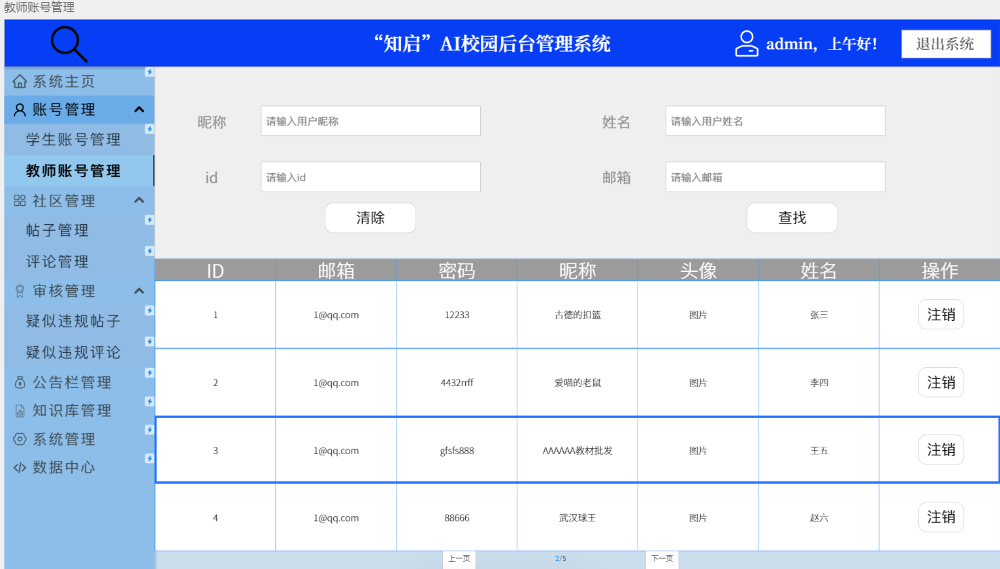 教师账号管理
“知启”AI校园后台管理系统
admin，上午好！
退出系统
系统主页
账号管理
学生账号管理
教师账号管理
社区管理
帖子管理
评论管理
审核管理
疑似违规帖子
疑似违规评论
公告栏管理
知识库管理
系统管理
数据中心
昵称 请输入用户昵称 姓名 请输入用户姓名
id 请输入id 邮箱 请输入邮箱
清除 查找
ID 邮箱 密码 昵称 头像 姓名 操作
1 1@qq.com 12233 古德的扣篮 图片 张三 注销
2 1@qq.com 4432rrff 爱喵的老鼠 图片 李四 注销
3 1@qq.com gfsfs888 AAAAAA教材批发 图片 王五 注销
4 1@qq.com 88666 武汉球王 图片 赵六 注销
上一页 2/5 下一页